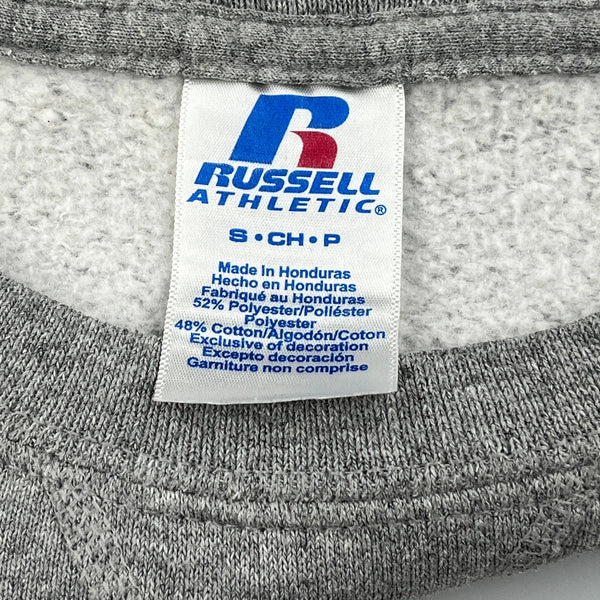 R
RUSSELL
ATHLETIC®
S • CH • P
Made in Honduras
Hecho en Honduras
Fabriqué au Honduras
52% Polyester/Poliéster
Polyester
48% Cotton/Algodón/Coton
Exclusive of decoration
Excepto decoración
Garniture non comprise